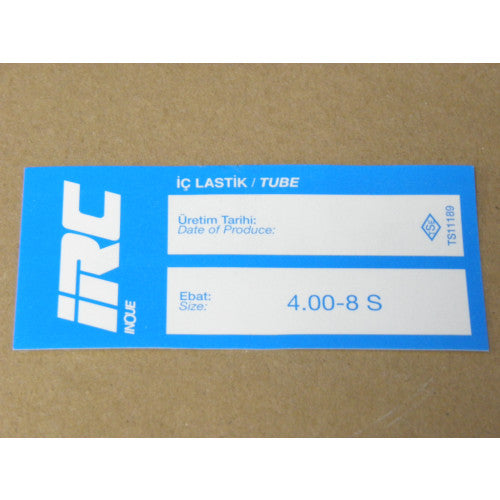 iRC
INOUE
İÇ LASTİK / TUBE
Üretim Tarihi:
Date of Produce:
TSE
TS11189
Ebat:
Size:
4.00-8 S